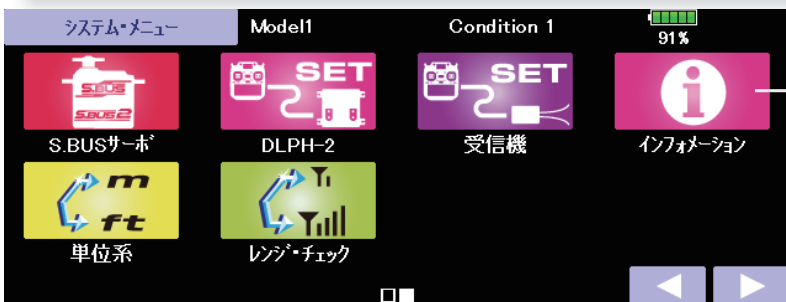 システム・メニュー Model1 Condition 1 91%
S.BUS S.BUS2 SET SET i
S.BUSサーボ DLPH-2 受信機 インフォメーション
m ft
単位系 レンジ・チェック